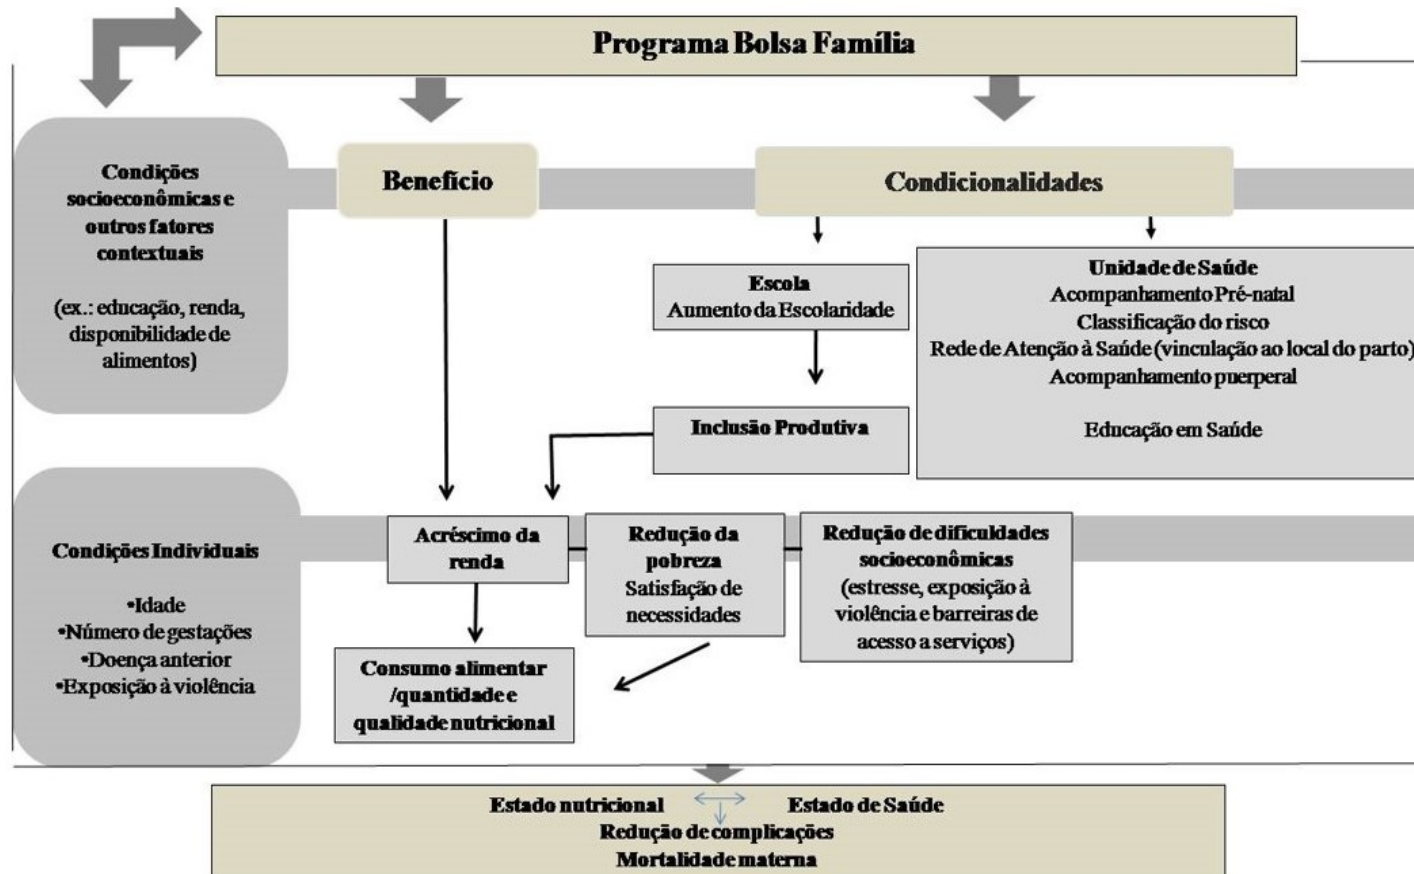 Programa Bolsa Família
Condições
socioeconômicas e
outros fatores
contextuais
(ex.: educação, renda,
disponibilidade de
alimentos)
Benefício
Condicionalidades
Escola
Aumento da Escolaridade
Unidade de Saúde
Acompanhamento Pré-natal
Classificação do risco
Rede de Atenção à Saúde (vinculação ao local do parto)
Acompanhamento puerperal
Educação em Saúde
Inclusão Produtiva
Condições Individuais
•Idade
•Número de gestações
•Doença anterior
•Exposição à violência
Acréscimo da
renda
Redução da
pobreza
Satisfação de
necessidades
Redução de dificuldades
socioeconômicas
(estresse, exposição à
violência e barreiras de
acesso a serviços)
Consumo alimentar
/quantidade e
qualidade nutricional
Estado nutricional Estado de Saúde
Redução de complicações
Mortalidade materna